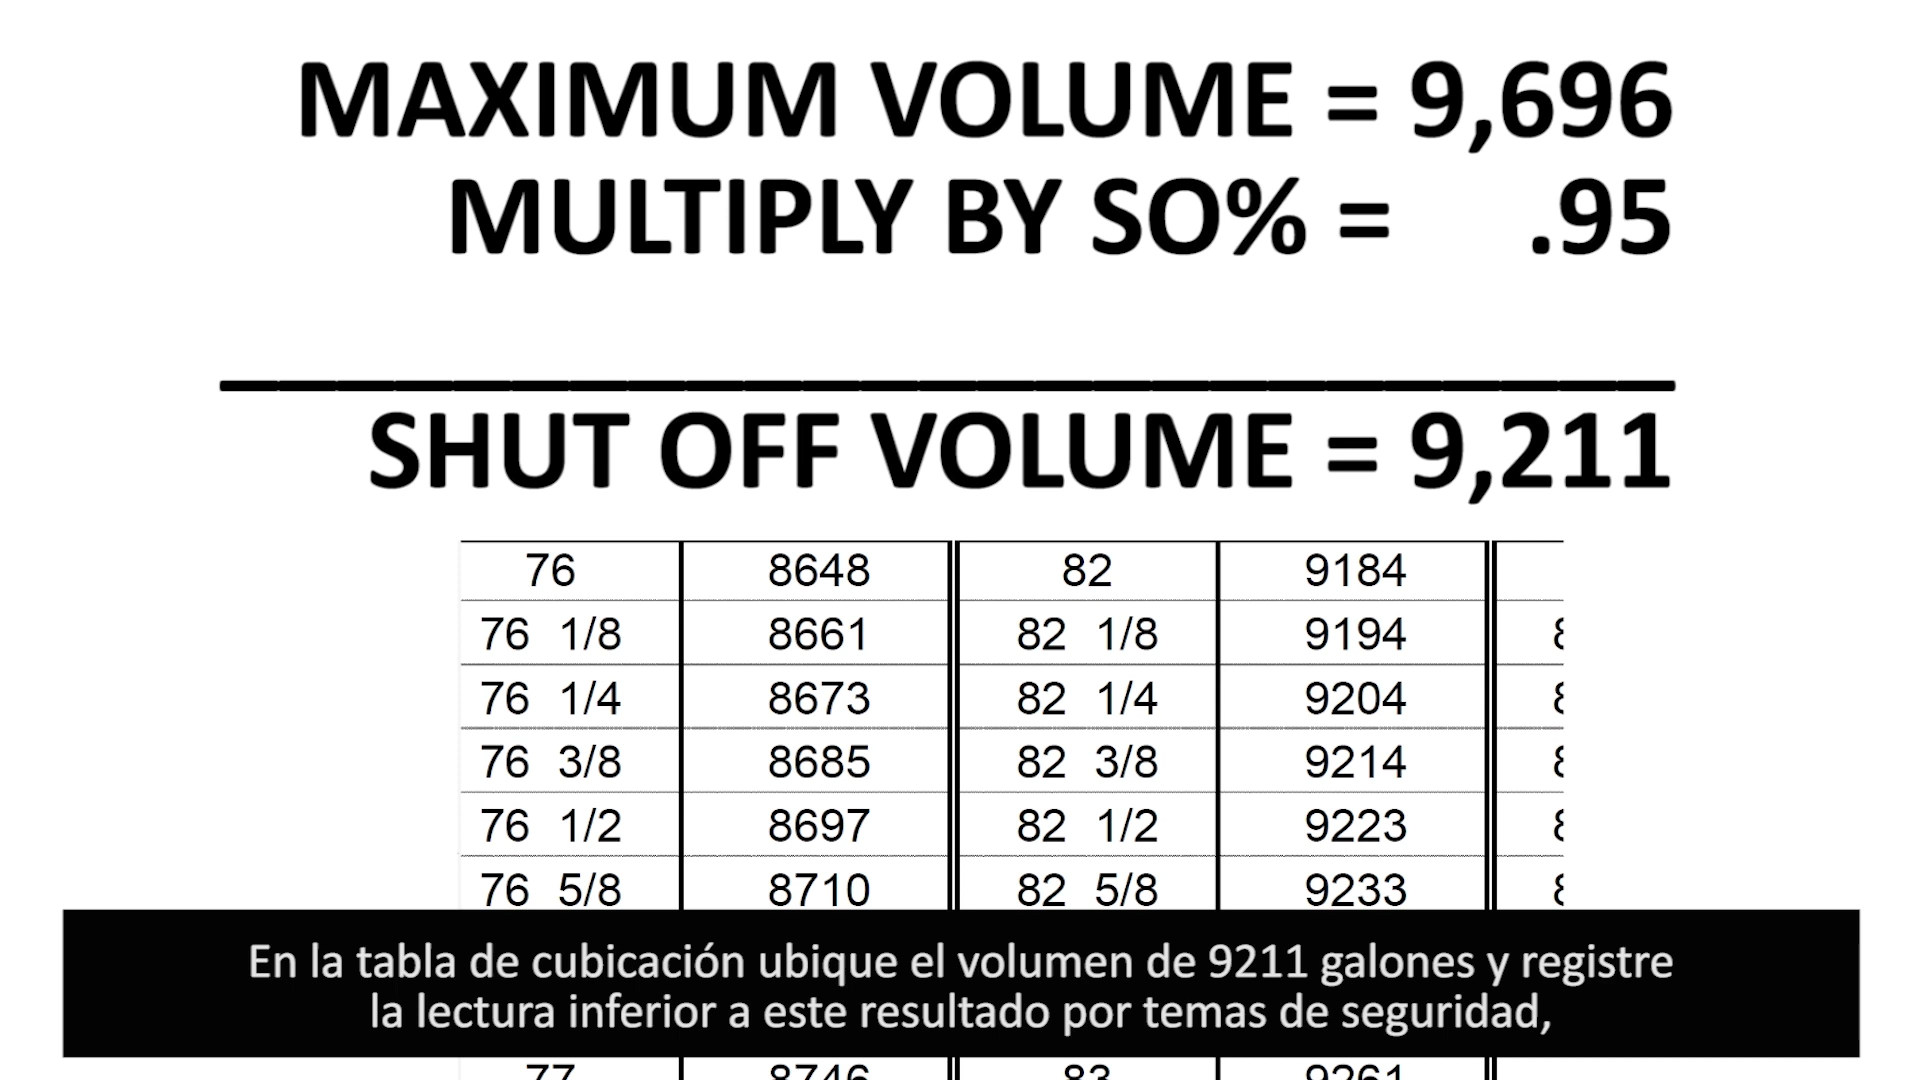 MAXIMUM VOLUME = 9,696
MULTIPLY BY SO% = .95
SHUT OFF VOLUME = 9,211
76 8648 82 9184
76 1/8 8661 82 1/8 9194
76 1/4 8673 82 1/4 9204
76 3/8 8685 82 3/8 9214
76 1/2 8697 82 1/2 9223
76 5/8 8710 82 5/8 9233
En la tabla de cubicación ubique el volumen de 9211 galones y registre
la lectura inferior a este resultado por temas de seguridad,
77 8746 83 9261